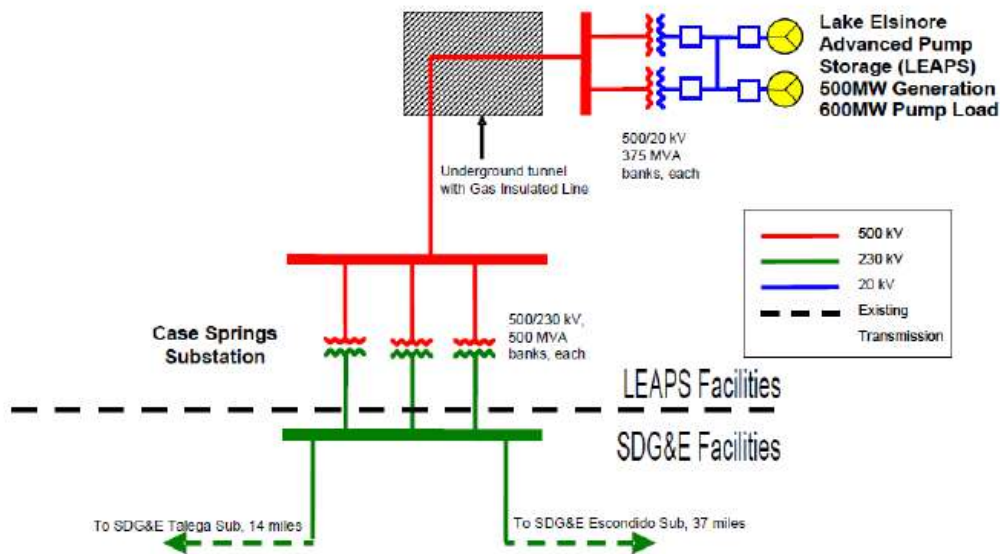 Lake Elsinore
Advanced Pump
Storage (LEAPS)
500MW Generation
600MW Pump Load
500/20 kV
375 MVA
banks, each
Underground tunnel
with Gas Insulated Line
500 kV
230 kV
20 kV
Existing
Transmission
Case Springs
Substation
500/230 kV,
500 MVA
banks, each
LEAPS Facilities
SDG&E Facilities
To SDG&E Talega Sub, 14 miles
To SDG&E Escondido Sub, 37 miles